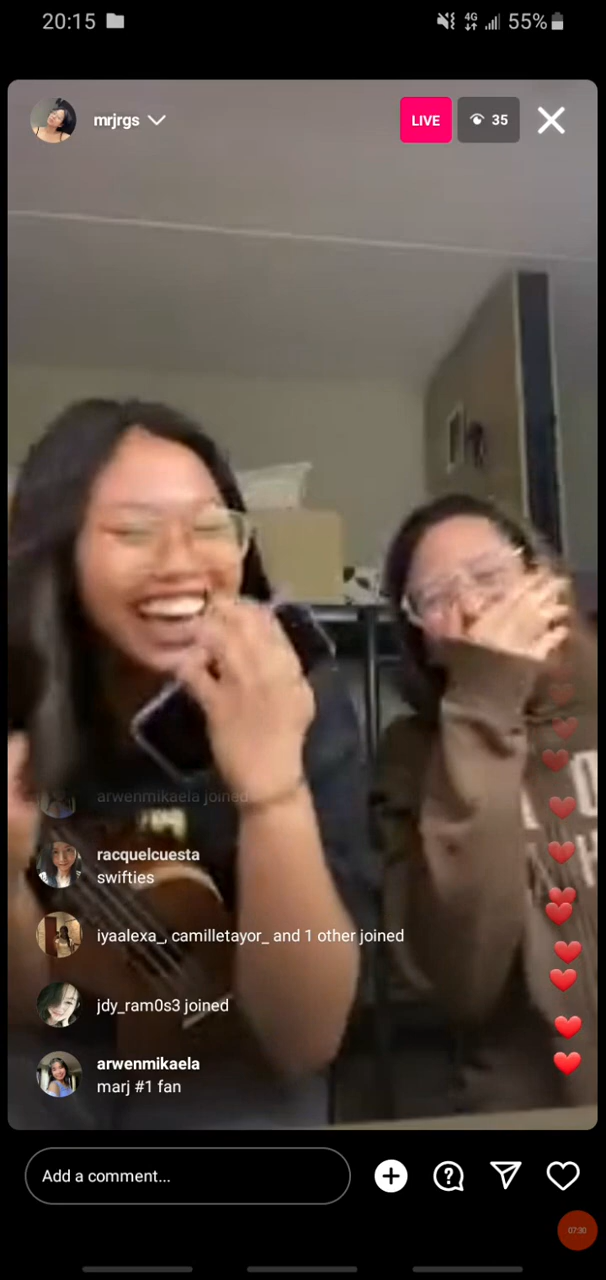 20:15
4G
55%
mrjrgs
LIVE
35
arwenmikaela joined
racquelcuesta
swifties
iyaalexa_, camilletayor_ and 1 other joined
jdy_ram0s3 joined
arwenmikaela
marj #1 fan
Add a comment...
07:30